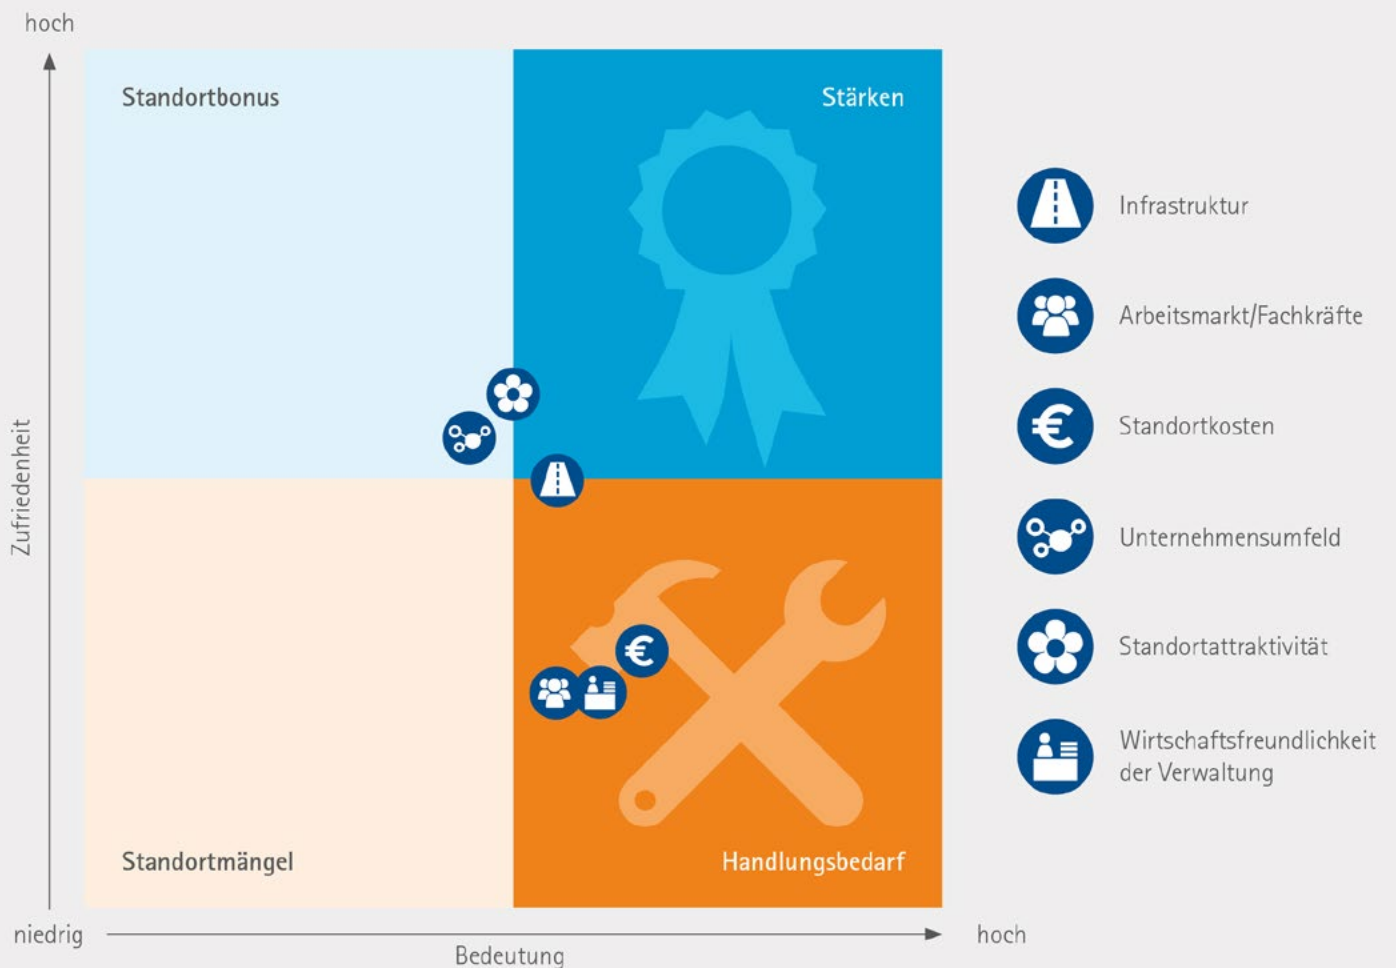 hoch
Standortbonus
Stärken
Infrastruktur
Arbeitsmarkt/Fachkräfte
€
Standortkosten
Zufriedenheit
Unternehmensumfeld
€
Standortattraktivität
Wirtschaftsfreundlichkeit
der Verwaltung
Standortmängel
Handlungsbedarf
niedrig
Bedeutung
hoch